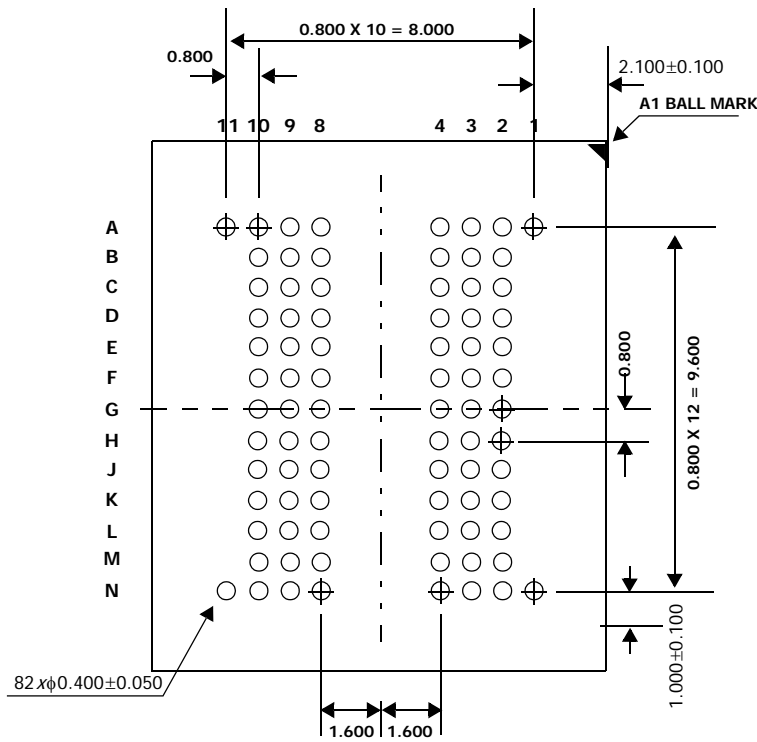 0.800 X 10 = 8.000
0.800
2.100±0.100
A1 BALL MARK
11 10 9 8 4 3 2 1
A
B
C
D
E
F
G
H
J
K
L
M
N
0.800
0.800 X 12 = 9.600
1.000±0.100
82xϕ0.400±0.050
1.600 1.600